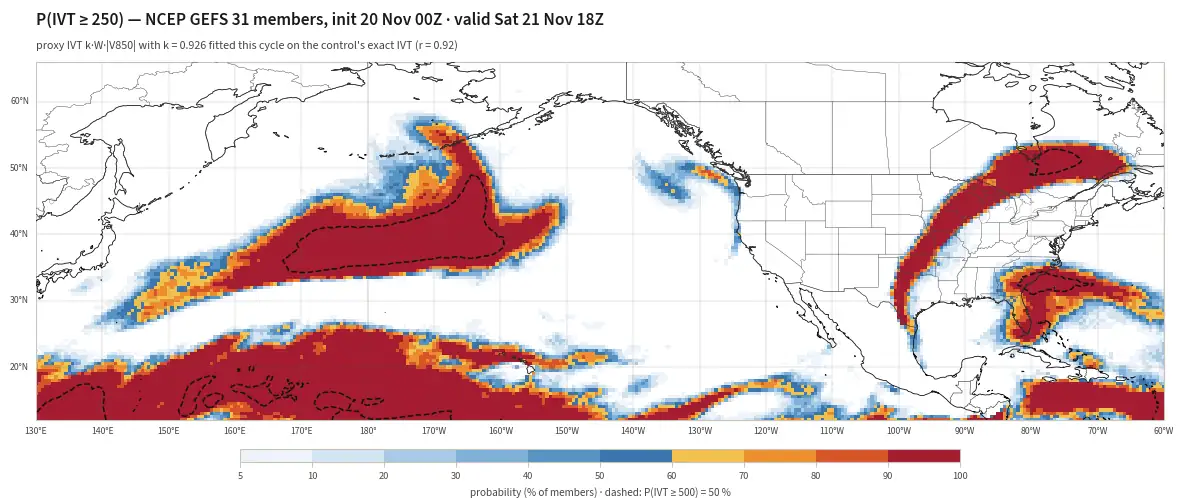 P(IVT ≥ 250) — NCEP GEFS 31 members, init 20 Nov 00Z · valid Sat 21 Nov 18Z
proxy IVT k·W·|V850| with k = 0.926 fitted this cycle on the control's exact IVT (r = 0.92)
60°N
50°N
40°N
30°N
20°N
130°E 140°E 150°E 160°E 170°E 180° 170°W 160°W 150°W 140°W 130°W 120°W 110°W 100°W 90°W 80°W 70°W 60°W
5 10 20 30 40 50 60 70 80 90 100
probability (% of members) · dashed: P(IVT ≥ 500) = 50 %